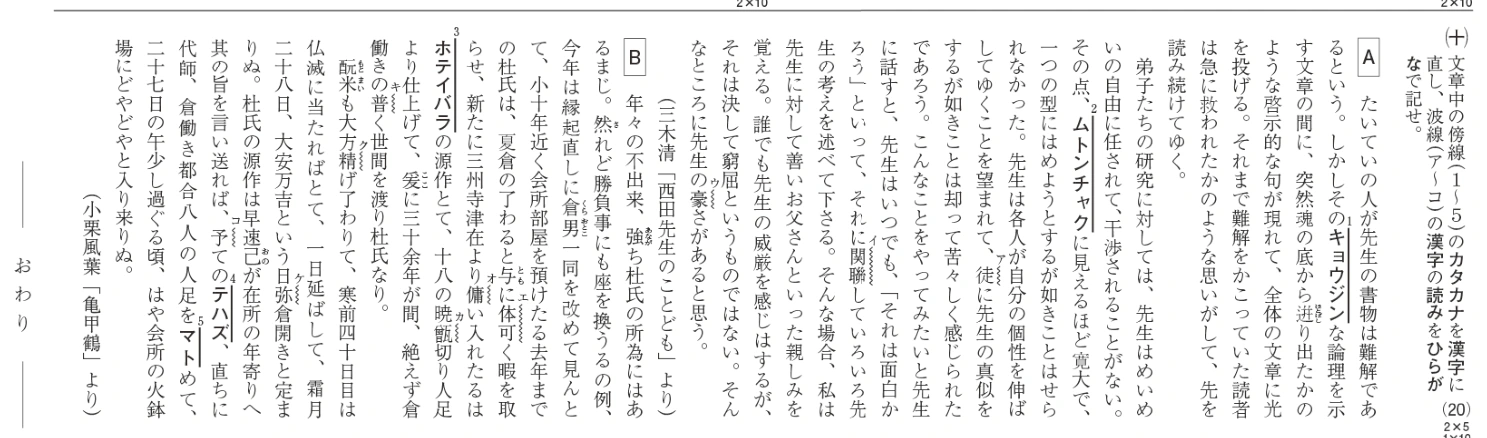 2×10
2×10
㈩ 文章中の傍線(1~5)のカタカナを漢字に
直し、波線(ア~コ)の漢字の読みをひらが
なで記せ。
(20)
2×5
1×10
A たいていの人が先生の書物は難解であ
るという。しかしその1キョウジンな論理を示
す文章の間に、突然魂の底から迸ほとばしり出たかの
ような啓示的な句が現れて、全体の文章に光
を投げる。それまで難解をかこっていた読者
は急に救われたかのような思いがして、先を
読み続けてゆく。
弟子たちの研究に対しては、先生はめいめ
いの自由に任されて、干渉されることがない。
その点、2ムトンチャクに見えるほど寛大で、
一つの型にはめようとするが如きことはせら
れなかった。先生は各人が自分の個性を伸ば
してゆくことを望まれて、ア徒に先生の真似を
するが如きことは却って苦々しく感じられた
であろう。こんなことをやってみたいと先生
に話すと、先生はいつでも、「それは面白か
ろう」といって、それにイ関聯していろいろ先
生の考えを述べて下さる。そんな場合、私は
先生に対して善いお父さんといった親しみを
覚える。誰でも先生の威厳を感じはするが、
それは決して窮屈というものではない。そん
なところに先生のウ豪さがあると思う。
(三木清「西田先生のことども」より)
B 年々の不出来、強あながち杜氏の所為にはあ
るまじ。然されど勝負事にも座を換うるの例、
今年は縁起直しに倉男くらおとこ一同を改めて見んと
て、小十年近く会所部屋を預けたる去年まで
の杜氏は、夏倉の了わると与ともにエ体可く暇を取
らせ、新たに三州寺津在よりオ傭い入れたるは
3ホテイバラの源作とて、十八の暁カ甑切り人足
より仕上げて、爰ここに三十余年が間、絶えず倉
働きのキ普く世間を渡り杜氏なり。
酛米もとまいも大方ク精げ了わりて、寒前四十日目は
仏滅に当たればとて、一日延ばして、霜月
二十八日、大安万吉という日ケ弥倉開きと定ま
りぬ。杜氏の源作は早速己おのが在所の年寄りへ
其の旨を言い送れば、コ予ての4テハズ、直ちに
代師、倉働き都合八人の人足を5マトめて、
二十七日の午少し過ぐる頃、はや会所の火鉢
場にどやどやと入り来りぬ。
(小栗風葉「亀甲鶴」より)
おわり